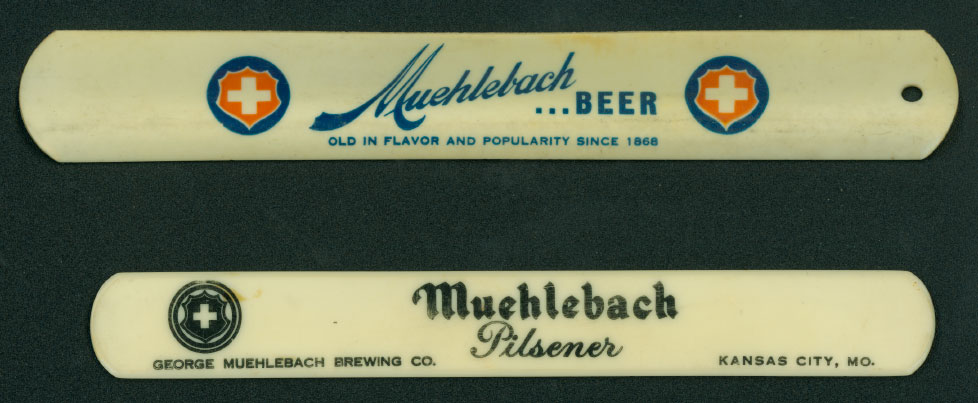 Muehlebach
...BEER
OLD IN FLAVOR AND POPULARITY SINCE 1868
Muehlebach
Pilsener
GEORGE MUEHLEBACH BREWING CO.
KANSAS CITY, MO.